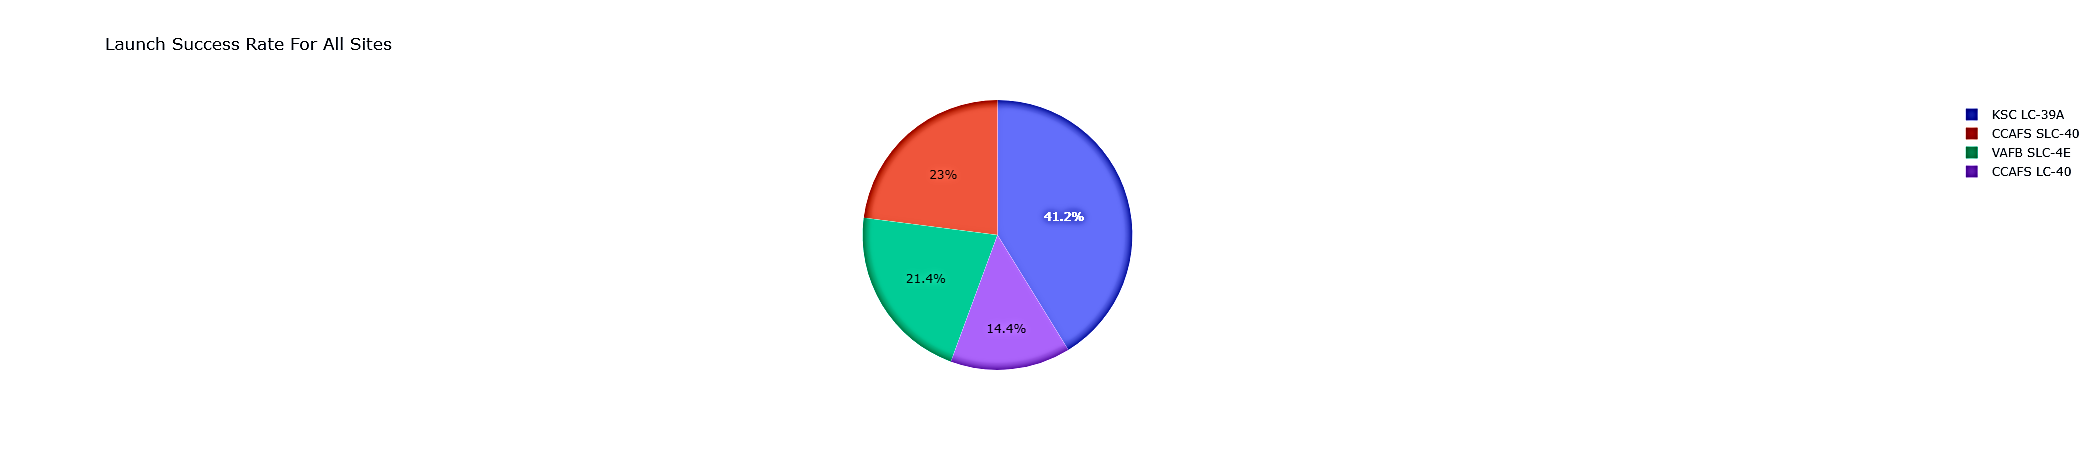 Launch Success Rate For All Sites
KSC LC-39A
CCAFS SLC-40
VAFB SLC-4E
CCAFS LC-40
23%
41.2%
21.4%
14.4%